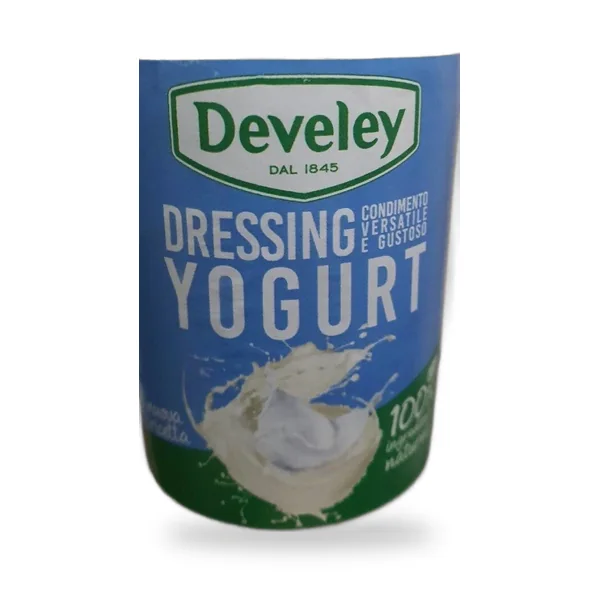 Develey
DAL 1845
DRESSING
CONDIMENTO
VERSATILE
E GUSTOSO
YOGURT
100%